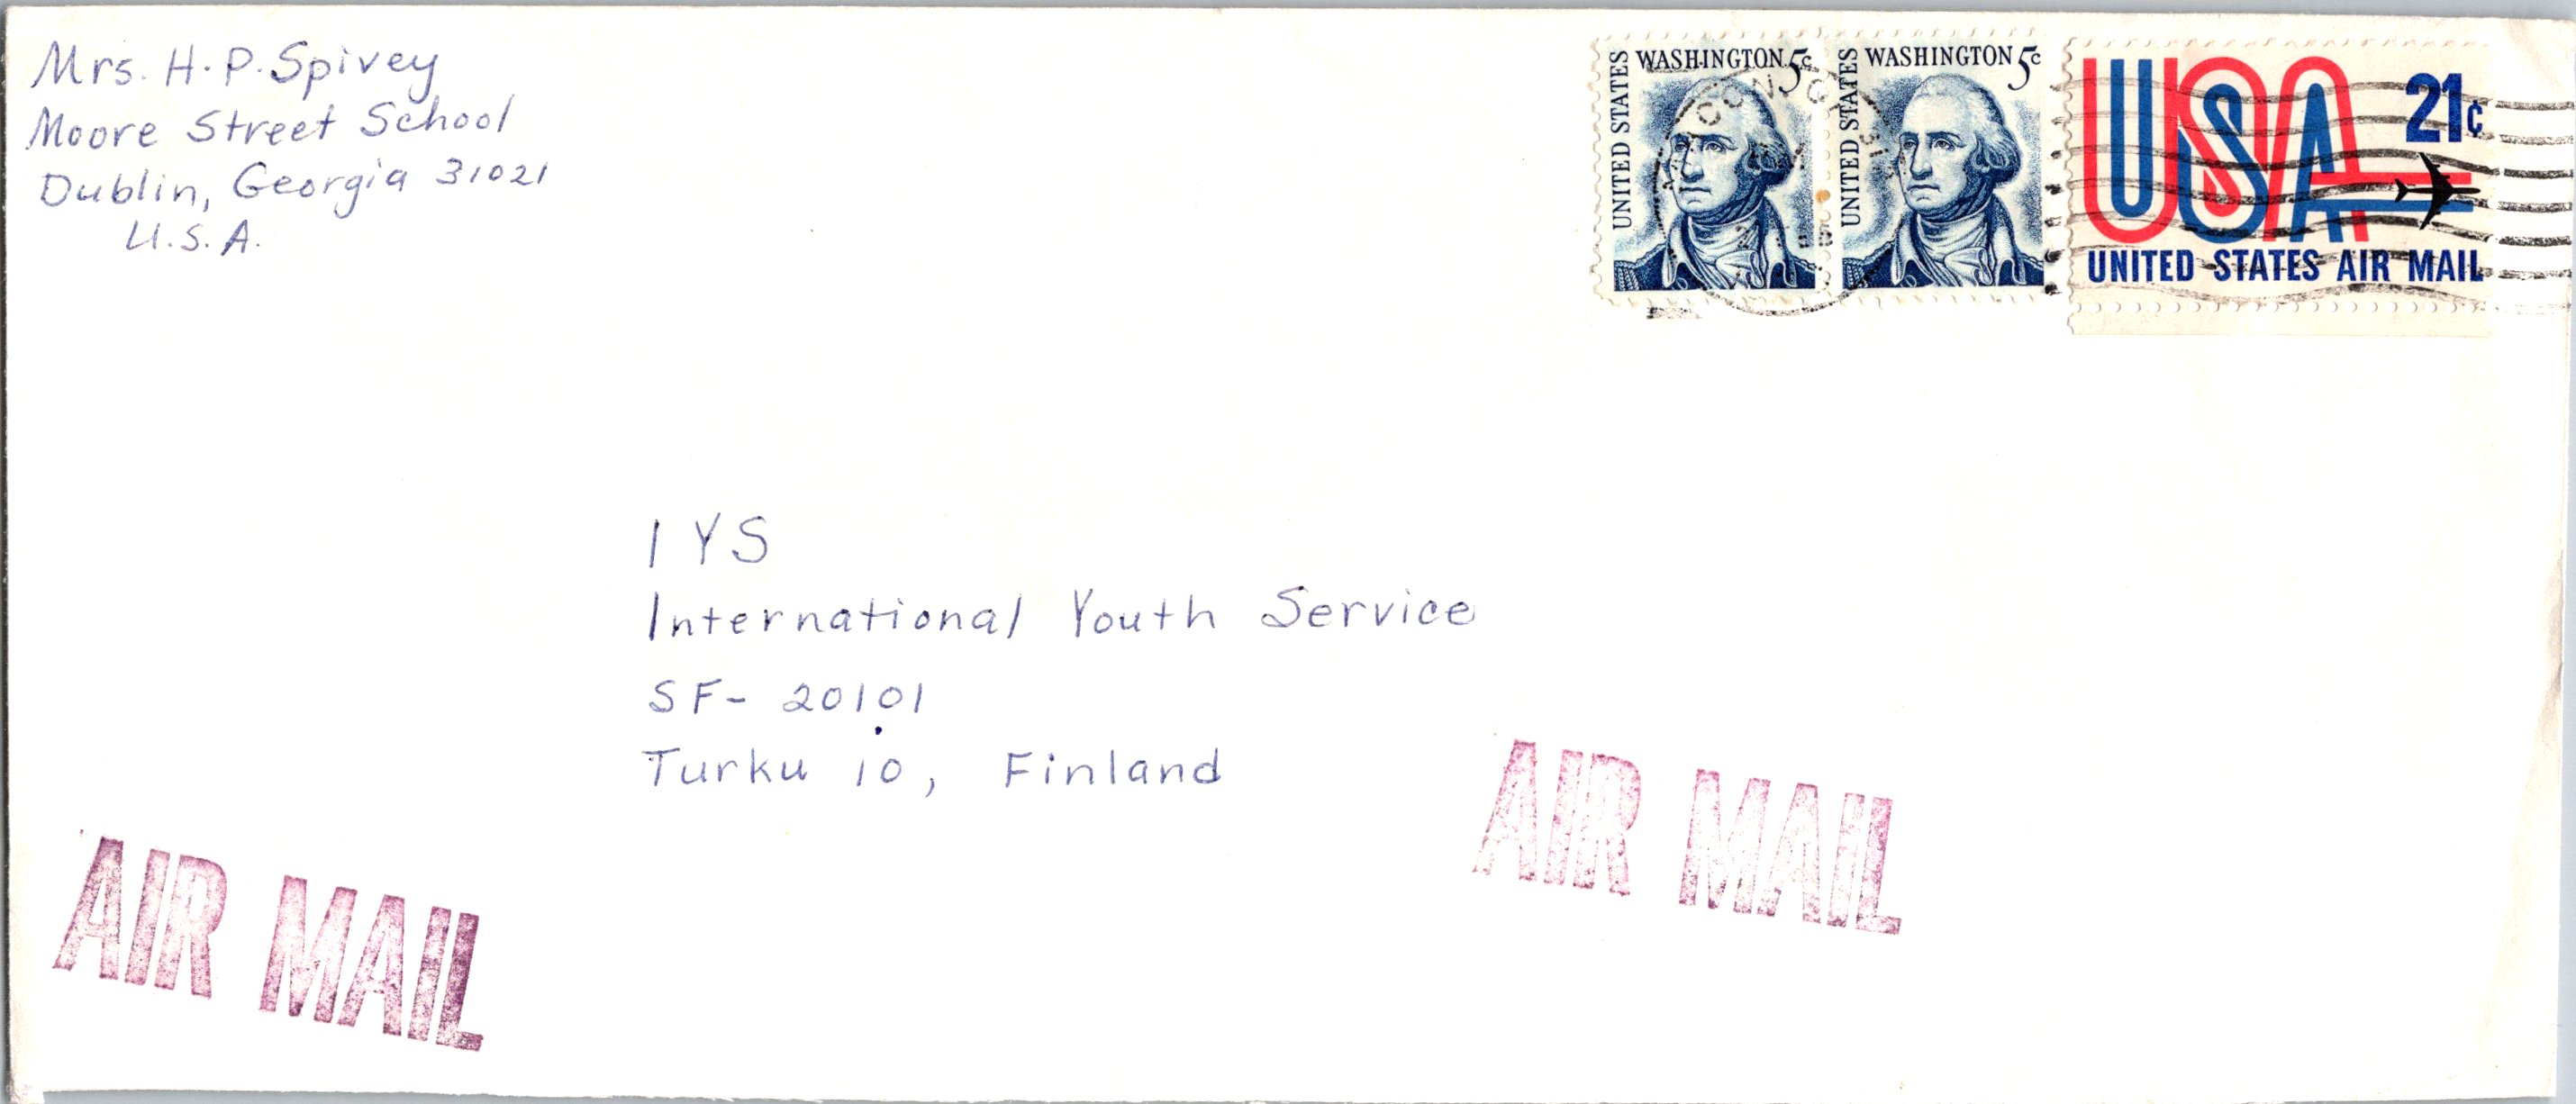 Mrs. H. P. Spivey
Moore Street School
Dublin, Georgia 31021
U.S.A.
UNITED STATES
WASHINGTON 5c
UNITED STATES
WASHINGTON 5c
USA
21c
UNITED STATES AIR MAIL
MACON
IYS
International Youth Service
SF- 20101
Turku 10, Finland
AIR MAIL
AIR MAIL